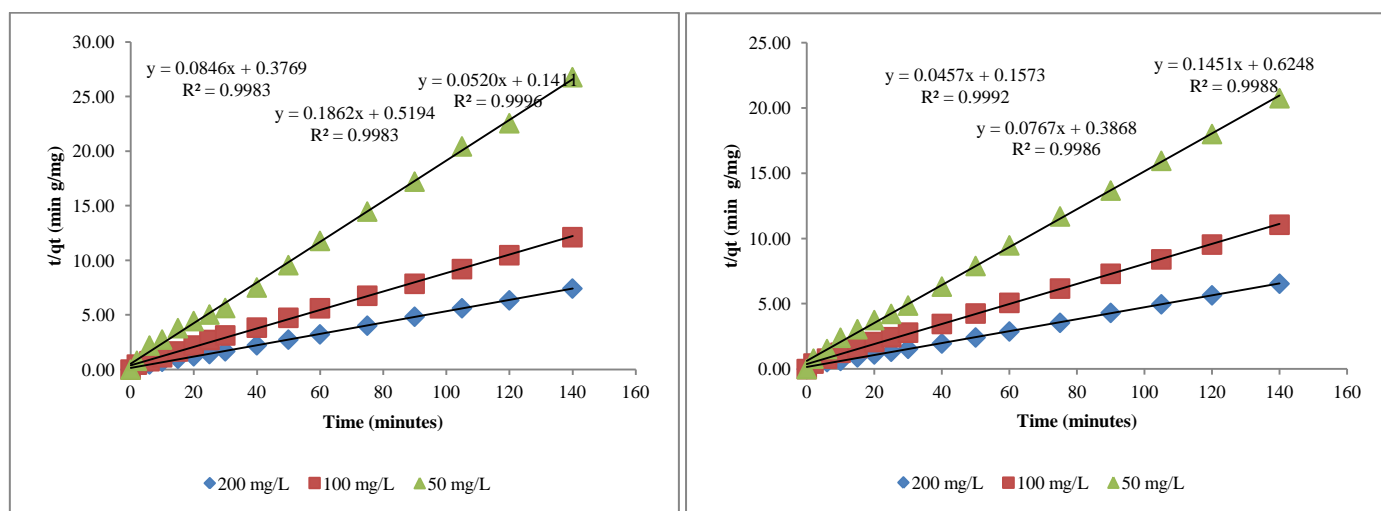 30.00
25.00
20.00
15.00
10.00
5.00
0.00
t/qt (min g/mg)
y = 0.0846x + 0.3769
R² = 0.9983
y = 0.1862x + 0.5194
R² = 0.9983
y = 0.0520x + 0.1411
R² = 0.9996
0 20 40 60 80 100 120 140 160
Time (minutes)
200 mg/L 100 mg/L 50 mg/L
25.00
20.00
15.00
10.00
5.00
0.00
t/qt (min g/mg)
y = 0.0457x + 0.1573
R² = 0.9992
y = 0.0767x + 0.3868
R² = 0.9986
y = 0.1451x + 0.6248
R² = 0.9988
0 20 40 60 80 100 120 140 160
Time (minutes)
200 mg/L 100 mg/L 50 mg/L